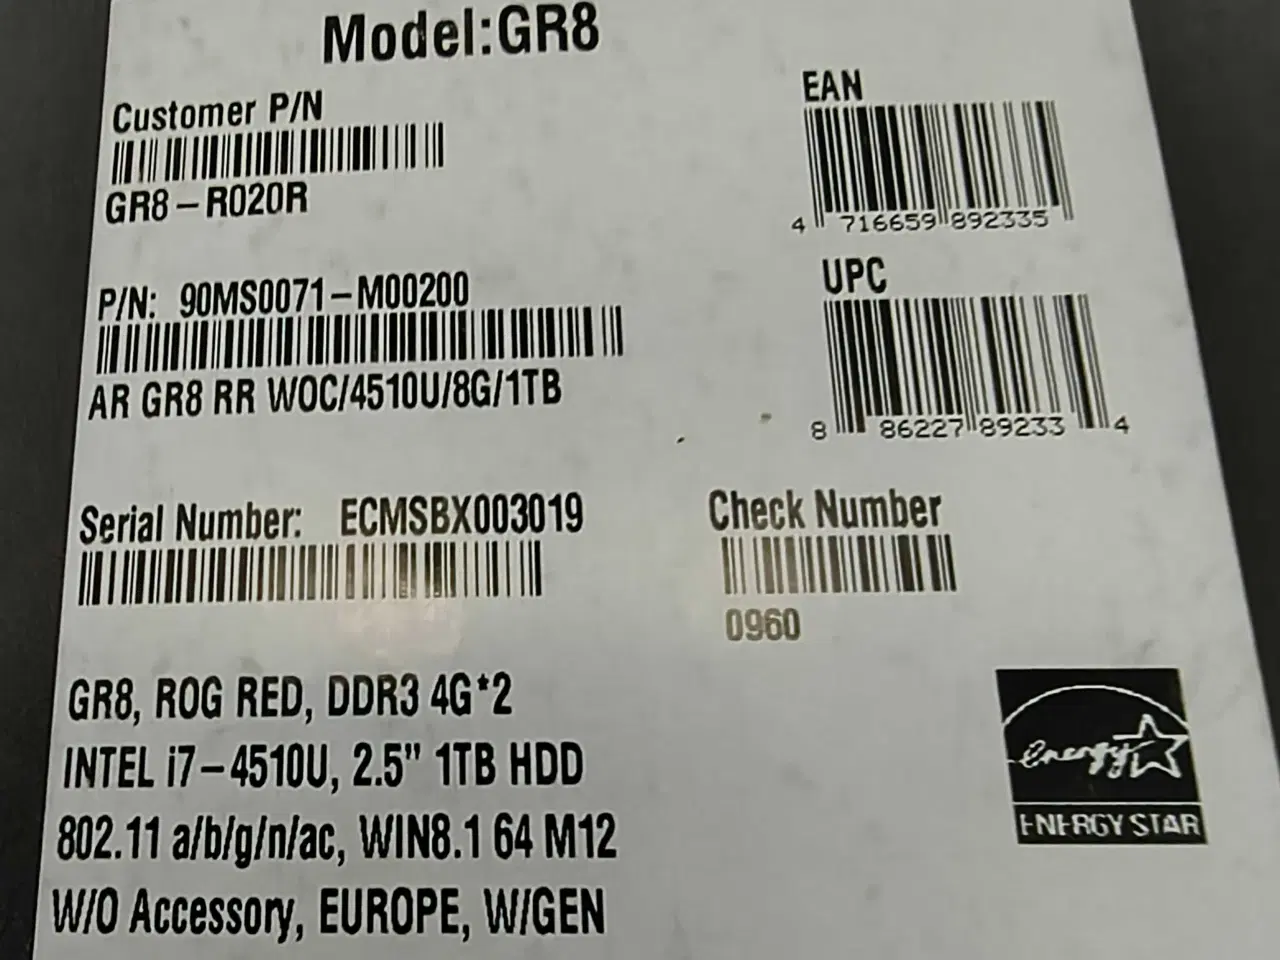 Model:GR8
Customer P/N
GR8-R020R
P/N: 90MS0071-M00200
AR GR8 RR WOC/4510U/8G/1TB
Serial Number: ECMSBX003019
GR8, ROG RED, DDR3 4G*2
INTEL i7-4510U, 2.5" 1TB HDD
802.11 a/b/g/n/ac, WIN8.1 64 M12
W/O Accessory, EUROPE, W/GEN
EAN
4 716659 892335
UPC
8 86227 89233 4
Check Number
0960
energy
ENERGY STAR